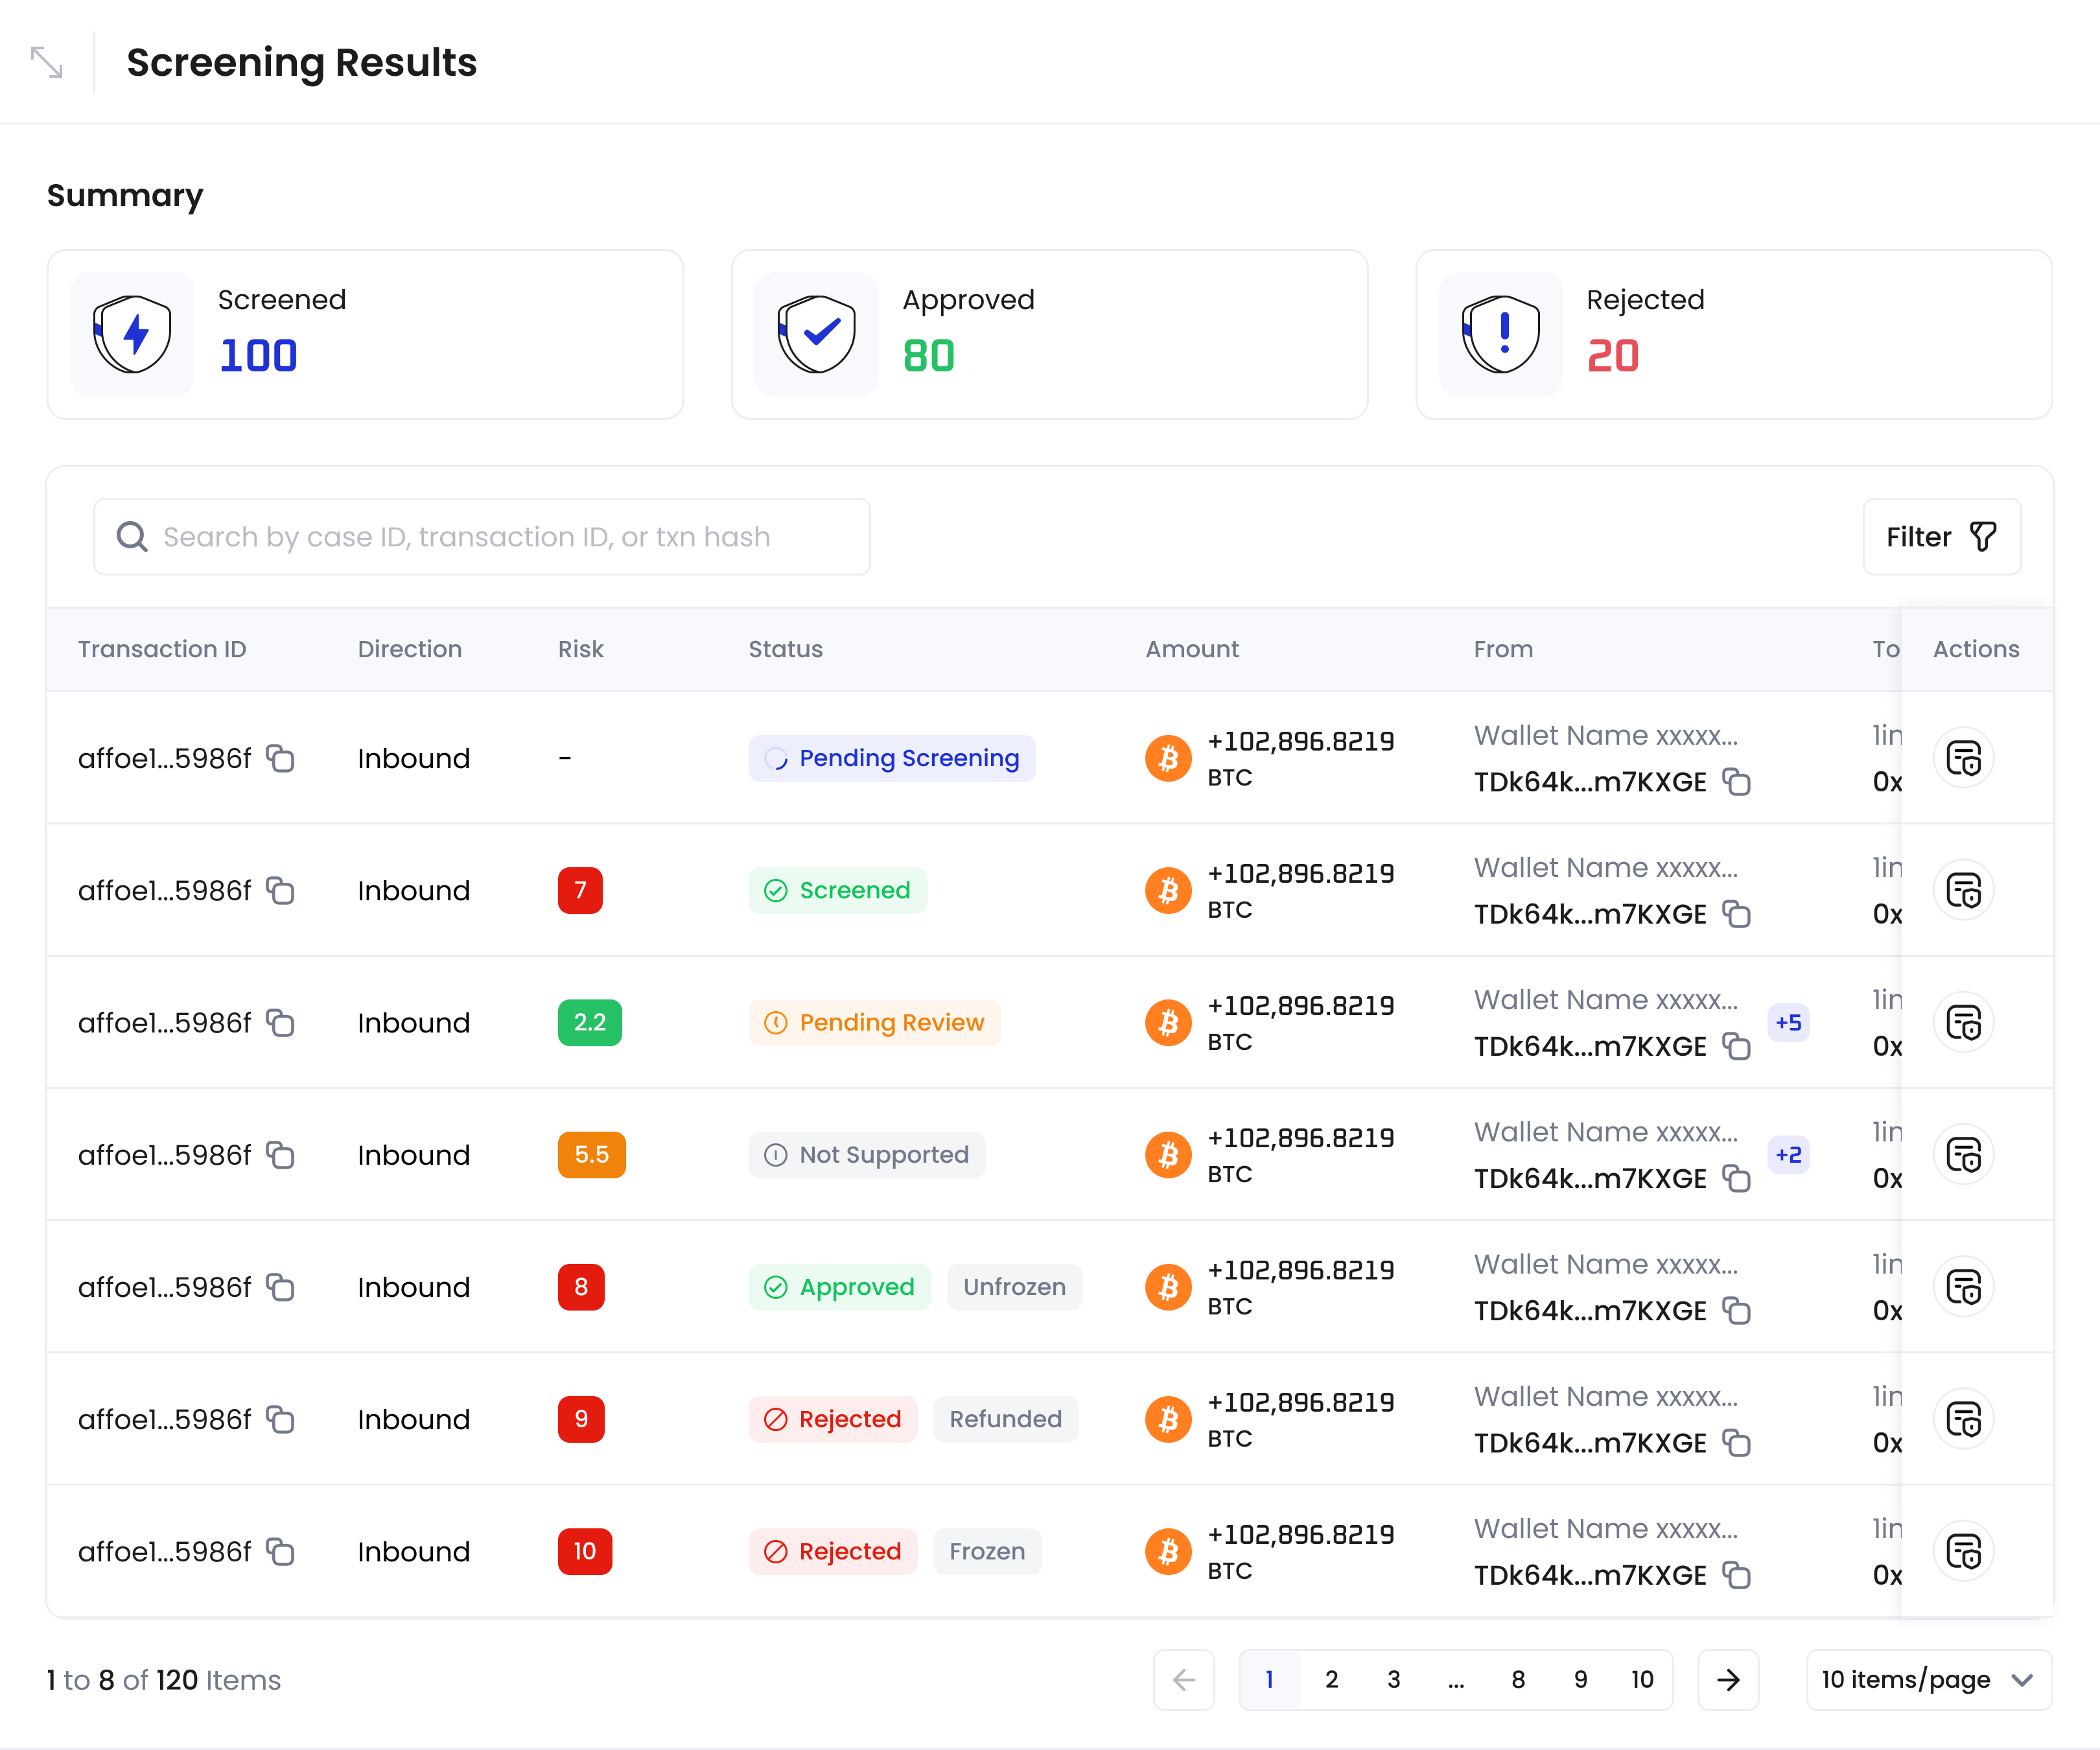 Screening Results
Summary
Screened
100
Approved
80
Rejected
20
Search by case ID, transaction ID, or txn hash
Filter
Transaction ID Direction Risk Status Amount From To Actions
affoe1...5986f Inbound - Pending Screening +102,896.8219 BTC Wallet Name xxxxx... TDk64k...m7KXGE 1in 0x
affoe1...5986f Inbound 7 Screened +102,896.8219 BTC Wallet Name xxxxx... TDk64k...m7KXGE 1in 0x
affoe1...5986f Inbound 2.2 Pending Review +102,896.8219 BTC Wallet Name xxxxx... TDk64k...m7KXGE +5 1in 0x
affoe1...5986f Inbound 5.5 Not Supported +102,896.8219 BTC Wallet Name xxxxx... TDk64k...m7KXGE +2 1in 0x
affoe1...5986f Inbound 8 Approved Unfrozen +102,896.8219 BTC Wallet Name xxxxx... TDk64k...m7KXGE 1in 0x
affoe1...5986f Inbound 9 Rejected Refunded +102,896.8219 BTC Wallet Name xxxxx... TDk64k...m7KXGE 1in 0x
affoe1...5986f Inbound 10 Rejected Frozen +102,896.8219 BTC Wallet Name xxxxx... TDk64k...m7KXGE 1in 0x
1 to 8 of 120 Items 1 2 3 ... 8 9 10 10 items/page